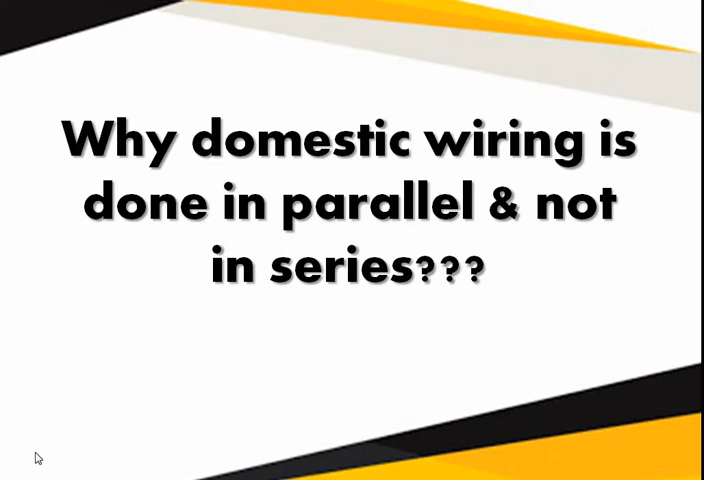 Why domestic wiring is
done in parallel & not
in series???